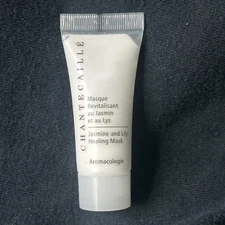 CHANTECAILLE
Masque
Revitalisant
au Jasmin
et au Lys
Jasmine and Lily
Healing Mask
Aromacologie